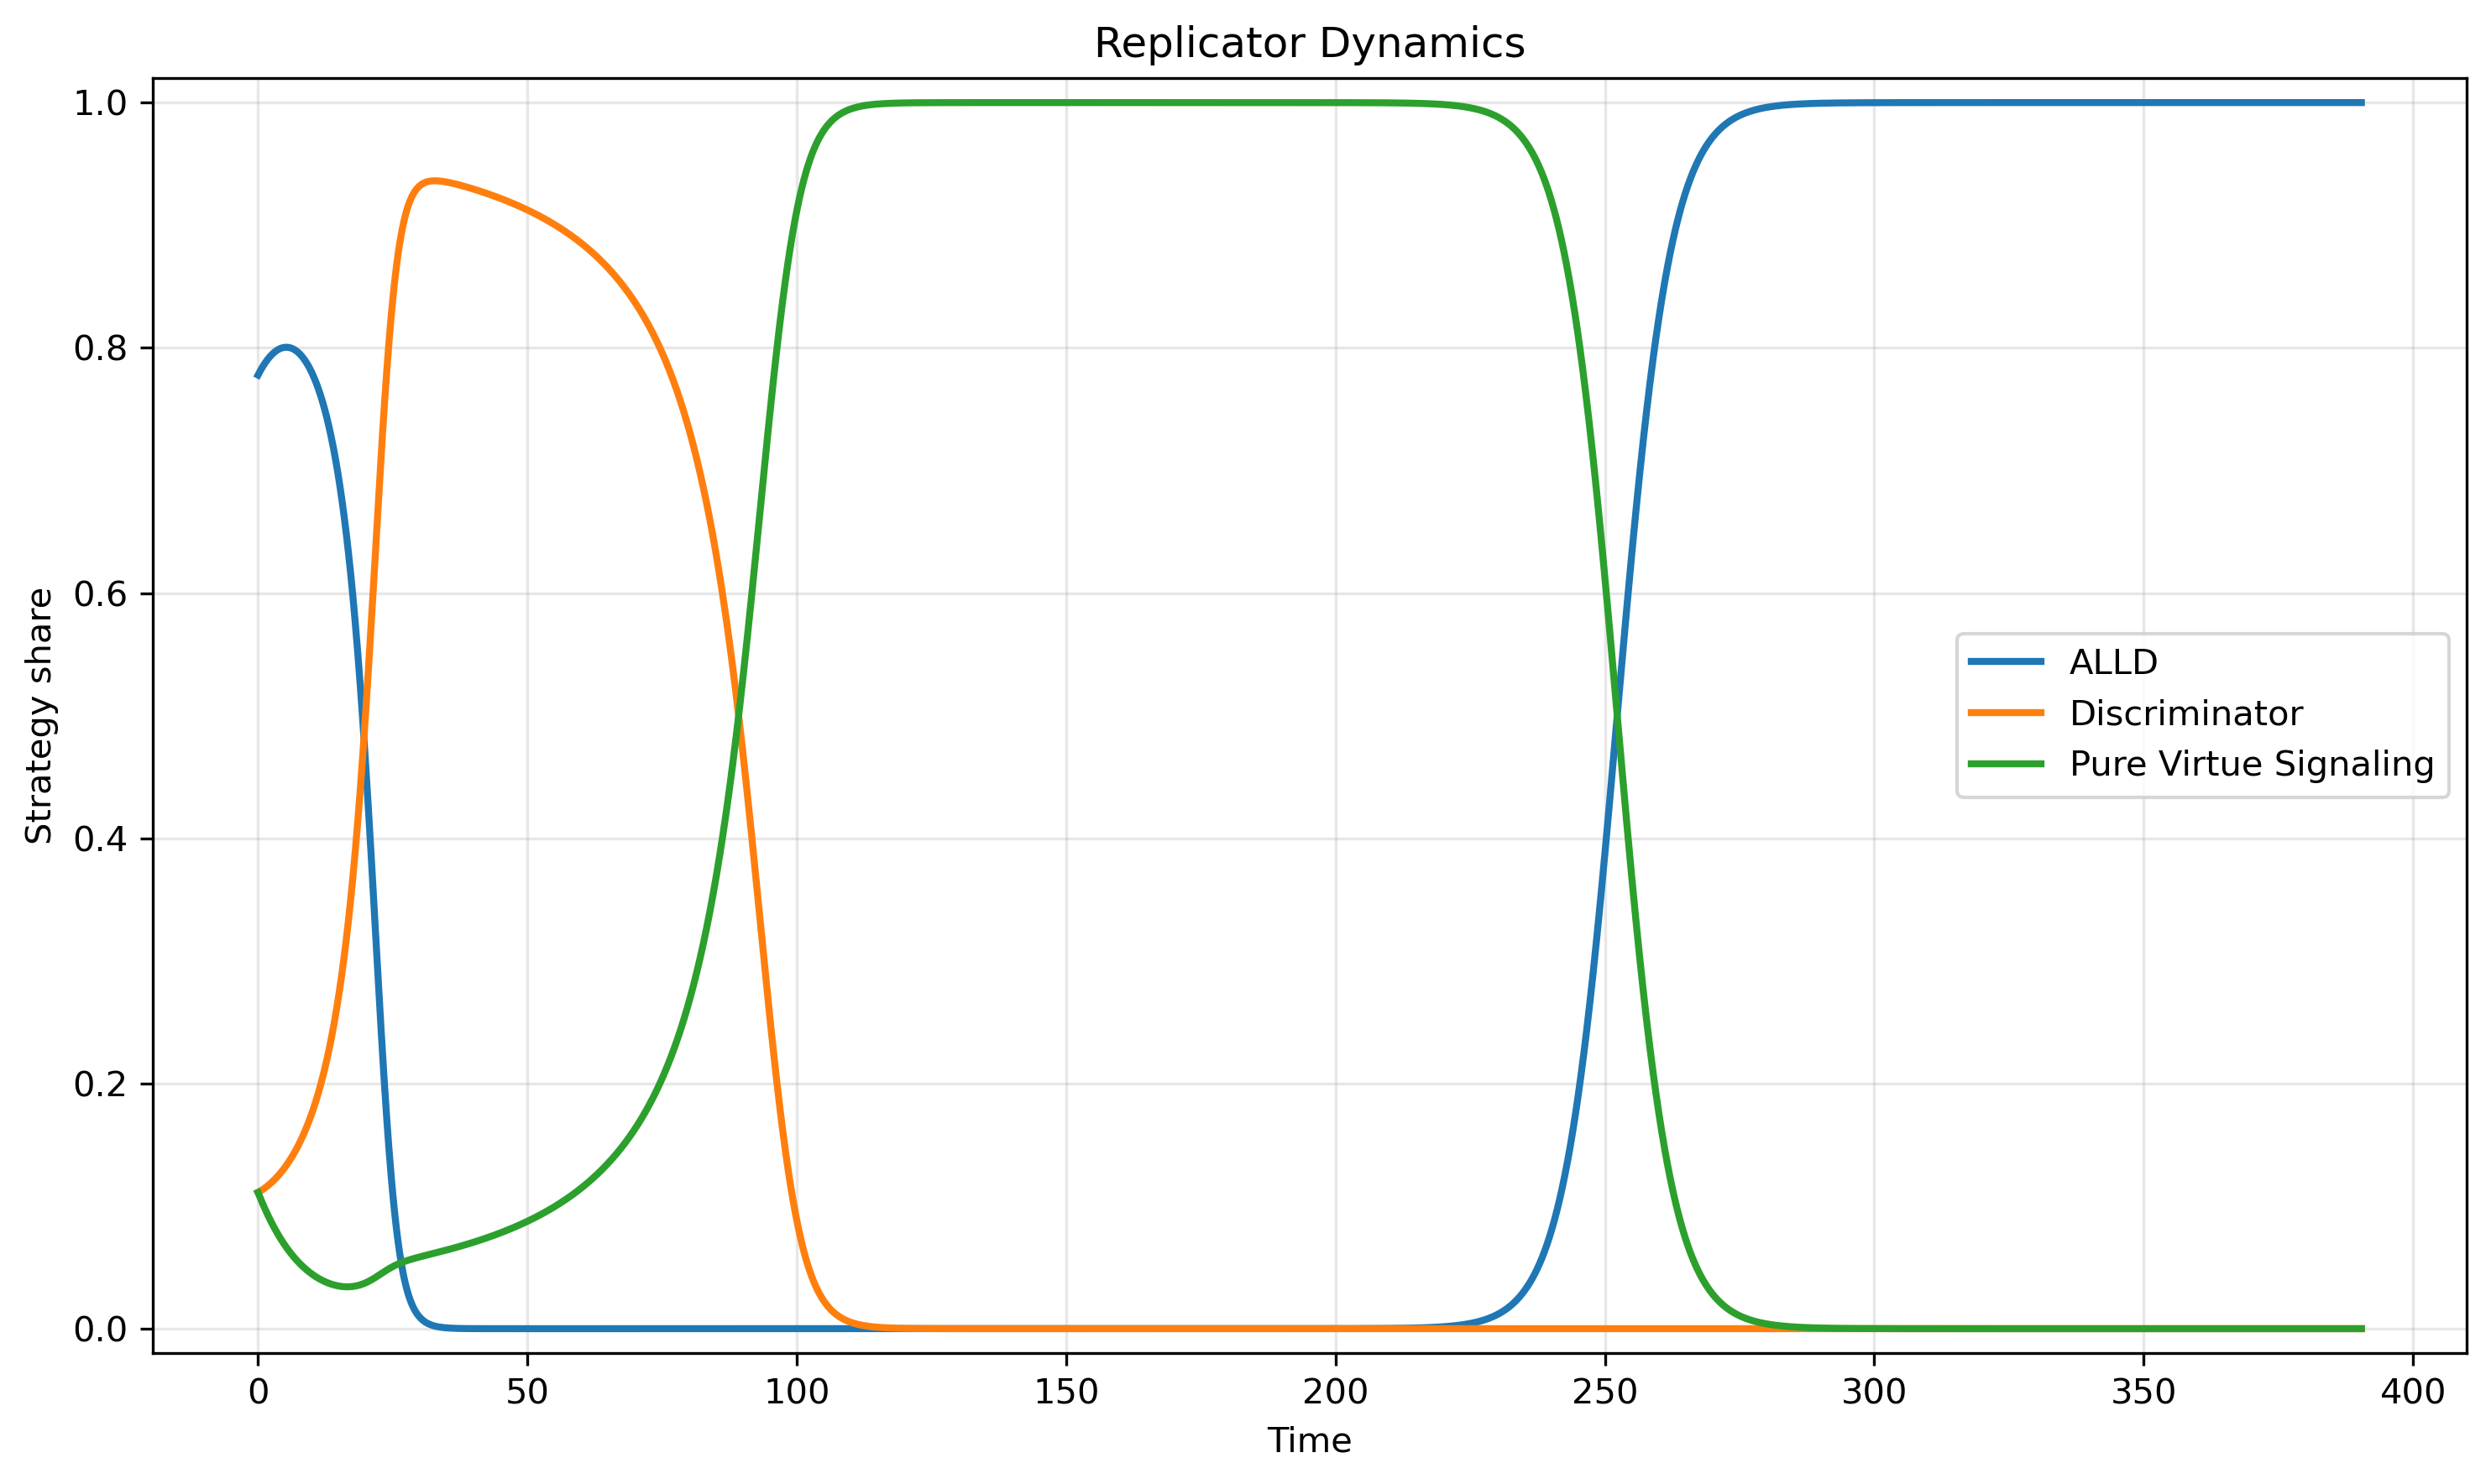 Replicator Dynamics
Strategy share
1.0
0.8
0.6
0.4
0.2
0.0
ALLD
Discriminator
Pure Virtue Signaling
0 50 100 150 200 250 300 350 400
Time